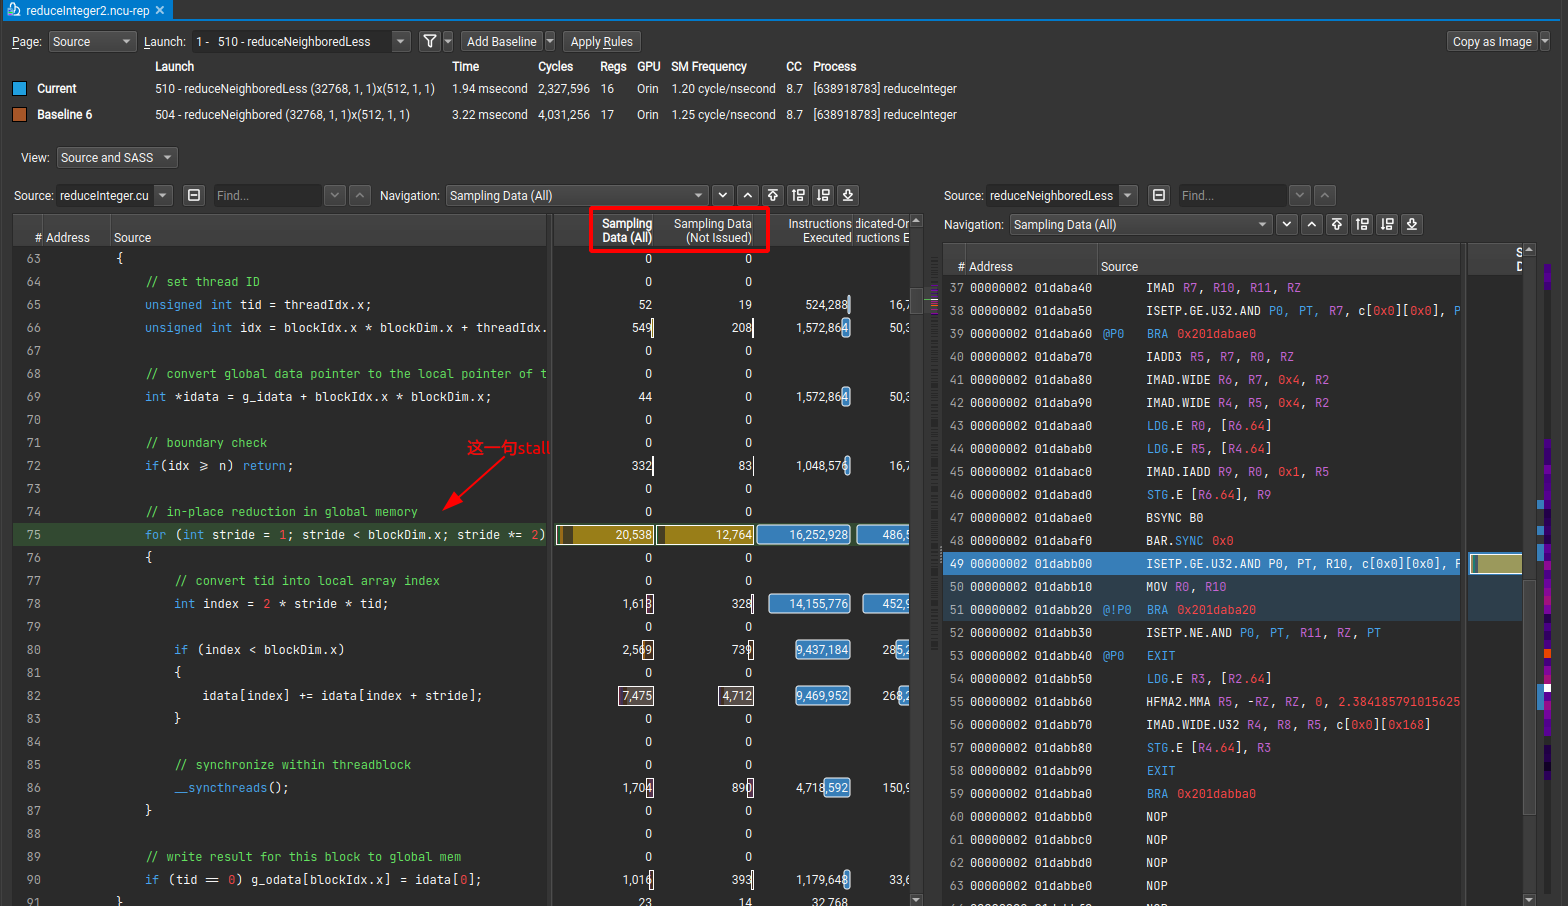 reduceInteger2.ncu-rep
Page: Source Launch: 1 - 510 - reduceNeighboredLess Add Baseline Apply Rules Copy as Image
Launch Time Cycles Regs GPU SM Frequency CC Process
Current 510 - reduceNeighboredLess (32768, 1, 1)x(512, 1, 1) 1.94 msecond 2,327,596 16 Orin 1.20 cycle/nsecond 8.7 [638918783] reduceInteger
Baseline 6 504 - reduceNeighbored (32768, 1, 1)x(512, 1, 1) 3.22 msecond 4,031,256 17 Orin 1.25 cycle/nsecond 8.7 [638918783] reduceInteger
View: Source and SASS
Source: reduceInteger.cu Find... Navigation: Sampling Data (All)
# Address Source Sampling Data (All) Sampling Data (Not Issued) Instructions Executed dicated-On ructions E
63 { 0 0
64 // set thread ID 0 0
65 unsigned int tid = threadIdx.x; 52 19 524,288 16,7
66 unsigned int idx = blockIdx.x * blockDim.x + threadIdx. 549 208 1,572,864 50,3
67 0 0
68 // convert global data pointer to the local pointer of t 0 0
69 int *idata = g_idata + blockIdx.x * blockDim.x; 44 0 1,572,864 50,3
70 0 0
71 // boundary check 0 0
这一句stall
72 if(idx >= n) return; 332 83 1,048,576 16,7
73 0 0
74 // in-place reduction in global memory 0 0
75 for (int stride = 1; stride < blockDim.x; stride *= 2) 20,538 12,764 16,252,928 486,5
76 { 0 0
77 // convert tid into local array index 0 0
78 int index = 2 * stride * tid; 1,613 328 14,155,776 452,9
79 0 0
80 if (index < blockDim.x) 2,569 739 9,437,184 285,2
81 { 0 0
82 idata[index] += idata[index + stride]; 7,475 4,712 9,469,952 268,2
83 } 0 0
84 0 0
85 // synchronize within threadblock 0 0
86 __syncthreads(); 1,704 890 4,718,592 150,9
87 } 0 0
88 0 0
89 // write result for this block to global mem 0 0
90 if (tid == 0) g_odata[blockIdx.x] = idata[0]; 1,016 393 1,179,648 33,6
91 } 23 14 32,768 
Source: reduceNeighboredLess Find...
Navigation: Sampling Data (All)
# Address Source S D
37 00000002 01daba40 IMAD R7, R10, R11, RZ
38 00000002 01daba50 ISETP.GE.U32.AND P0, PT, R7, c[0x0][0x0], P
39 00000002 01daba60 @P0 BRA 0x201dabae0
40 00000002 01daba70 IADD3 R5, R7, R0, RZ
41 00000002 01daba80 IMAD.WIDE R6, R7, 0x4, R2
42 00000002 01daba90 IMAD.WIDE R4, R5, 0x4, R2
43 00000002 01dabaa0 LDG.E R0, [R6.64]
44 00000002 01dabab0 LDG.E R5, [R4.64]
45 00000002 01dabac0 IMAD.IADD R9, R0, 0x1, R5
46 00000002 01dabad0 STG.E [R6.64], R9
47 00000002 01dabae0 BSYNC B0
48 00000002 01dabaf0 BAR.SYNC 0x0
49 00000002 01dabb00 ISETP.GE.U32.AND P0, PT, R10, c[0x0][0x0], P
50 00000002 01dabb10 MOV R0, R10
51 00000002 01dabb20 @!P0 BRA 0x201daba20
52 00000002 01dabb30 ISETP.NE.AND P0, PT, R11, RZ, PT
53 00000002 01dabb40 @P0 EXIT
54 00000002 01dabb50 LDG.E R3, [R2.64]
55 00000002 01dabb60 HFMA2.MMA R5, -RZ, RZ, 0, 2.384185791015625
56 00000002 01dabb70 IMAD.WIDE.U32 R4, R8, R5, c[0x0][0x168]
57 00000002 01dabb80 STG.E [R4.64], R3
58 00000002 01dabb90 EXIT
59 00000002 01dabba0 BRA 0x201dabba0
60 00000002 01dabbb0 NOP
61 00000002 01dabbc0 NOP
62 00000002 01dabbd0 NOP
63 00000002 01dabbe0 NOP